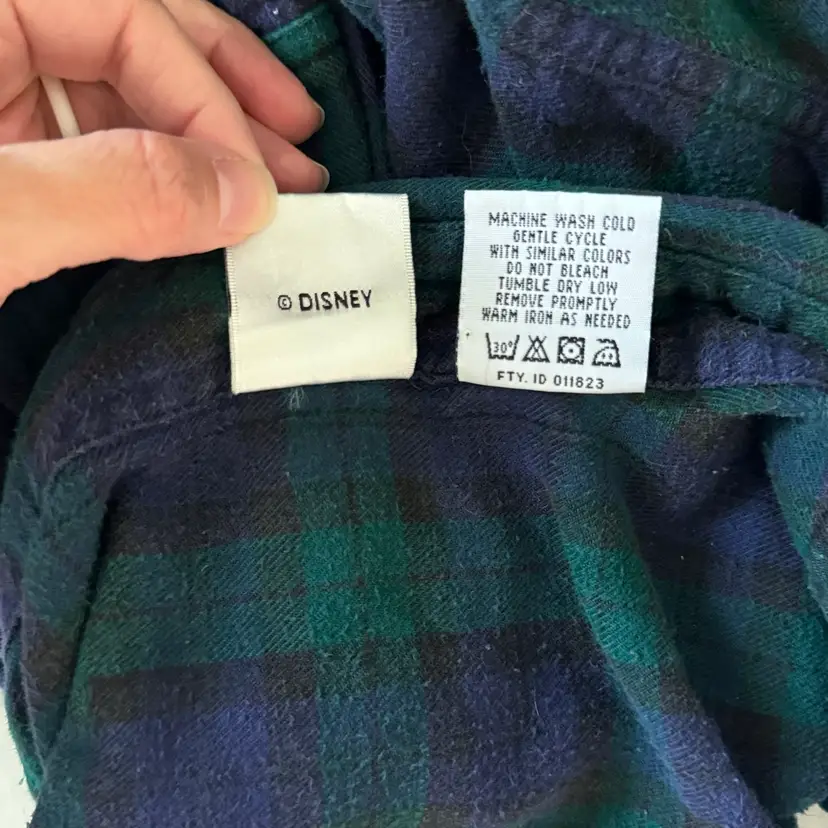 © DISNEY
MACHINE WASH COLD
GENTLE CYCLE
WITH SIMILAR COLORS
DO NOT BLEACH
TUMBLE DRY LOW
REMOVE PROMPTLY
WARM IRON AS NEEDED
30°
FTY. ID 011823